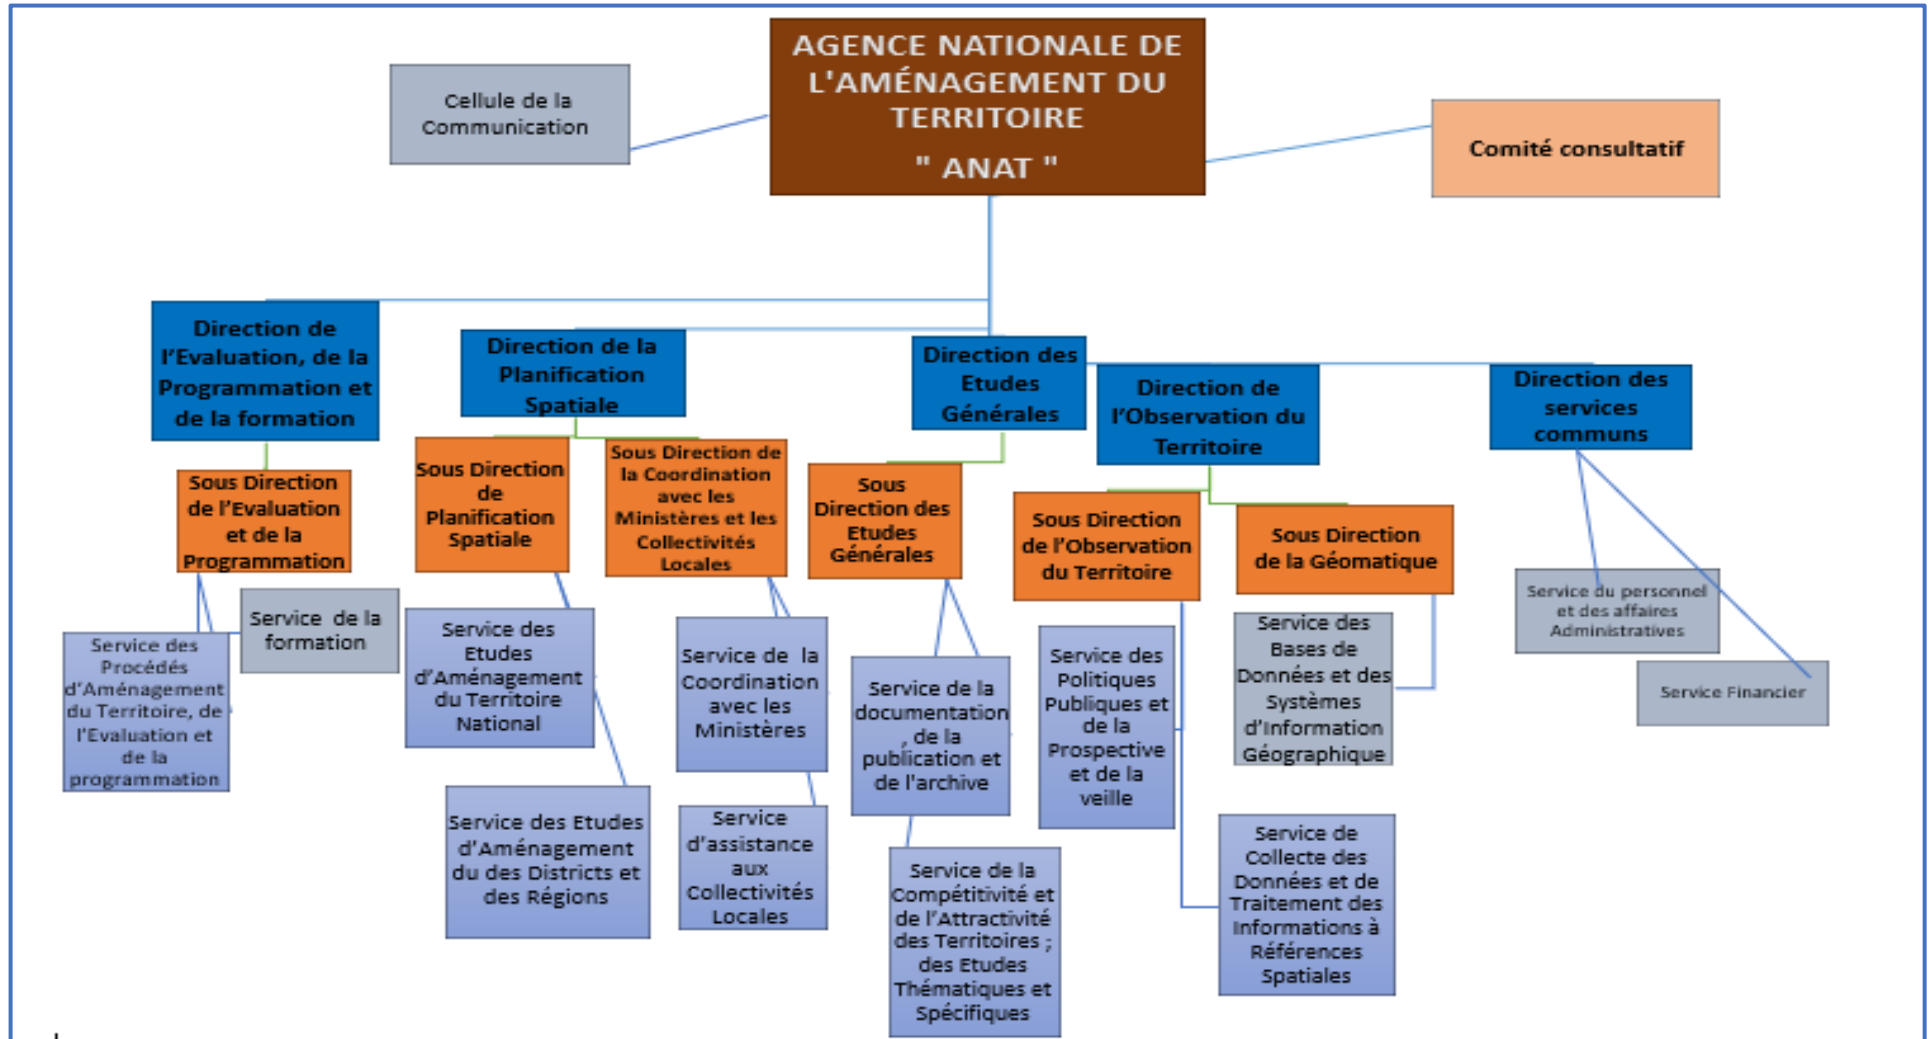 AGENCE NATIONALE DE
L'AMÉNAGEMENT DU
TERRITOIRE
" ANAT "
Cellule de la
Communication
Comité consultatif
Direction de
l'Evaluation, de la
Programmation et
de la formation
Direction de la
Planification
Spatiale
Direction des
Etudes
Générales
Direction de
l'Observation du
Territoire
Direction des
services
communs
Sous Direction
de l'Evaluation
et de la
Programmation
Sous Direction
de
Planification
Spatiale
Sous Direction de
la Coordination
avec les
Ministères et les
Collectivités
Locales
Sous
Direction des
Etudes
Générales
Sous Direction
de l'Observation
du Territoire
Sous Direction
de la Géomatique
Service des
Procédés
d'Aménagement
du Territoire, de
l'Evaluation et
de la
programmation
Service de la
formation
Service des
Etudes
d'Aménagement
du Territoire
National
Service des Etudes
d'Aménagement
du des Districts et
des Régions
Service de la
Coordination
avec les
Ministères
Service
d'assistance
aux
Collectivités
Locales
Service de la
documentation
, de la
publication et
de l'archive
Service de la
Compétitivité et
de l'Attractivité
des Territoires ;
des Etudes
Thématiques et
Spécifiques
Service des
Politiques
Publiques et
de la
Prospective
et de la
veille
Service des
Bases de
Données et des
Systèmes
d'Information
Géographique
Service de
Collecte des
Données et de
Traitement des
Informations à
Références
Spatiales
Service du personnel
et des affaires
Administratives
Service Financier